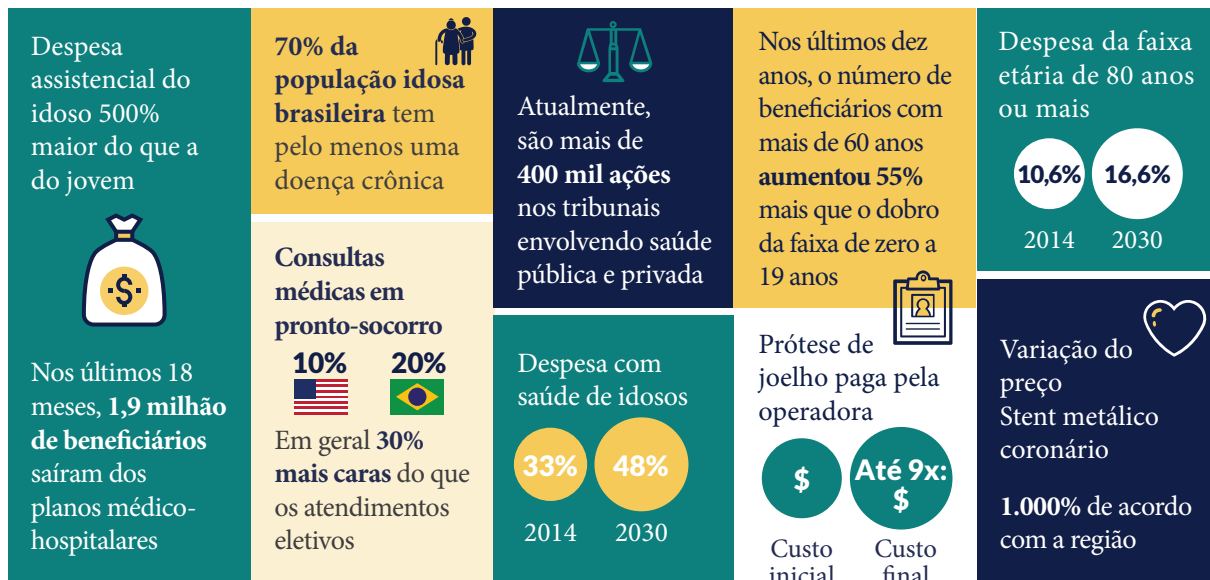 Despesa
assistencial do
idoso 500%
maior do que a
do jovem
$
Nos últimos 18
meses, 1,9 milhão
de beneficiários
saíram dos
planos médico-
hospitalares
70% da
população idosa
brasileira tem
pelo menos uma
doença crônica
Consultas
médicas em
pronto-socorro
10% 20%
Em geral 30%
mais caras do que
os atendimentos
eletivos
Atualmente,
são mais de
400 mil ações
nos tribunais
envolvendo saúde
pública e privada
Despesa com
saúde de idosos
33% 48%
2014 2030
Nos últimos dez
anos, o número de
beneficiários com
mais de 60 anos
aumentou 55%
mais que o dobro
da faixa de zero a
19 anos
Prótese de
joelho paga pela
operadora
$ Até 9x:
$
Custo Custo
inicial final
Despesa da faixa
etária de 80 anos
ou mais
10,6% 16,6%
2014 2030
Variação do
preço
Stent metálico
coronário
1.000% de acordo
com a região